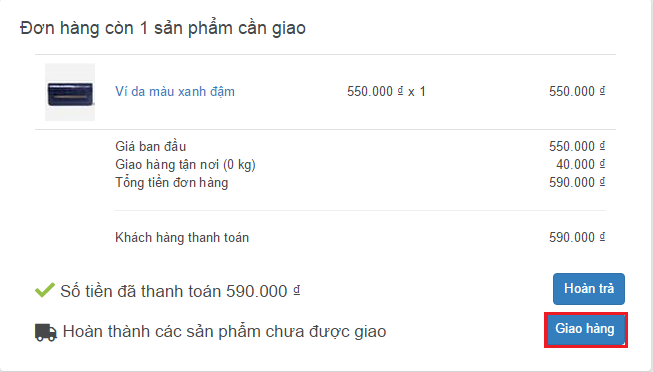 Đơn hàng còn 1 sản phẩm cần giao
Ví da màu xanh đậm 550.000 ₫ x 1 550.000 ₫
Giá ban đầu 550.000 ₫
Giao hàng tận nơi (0 kg) 40.000 ₫
Tổng tiền đơn hàng 590.000 ₫
Khách hàng thanh toán 590.000 ₫
Số tiền đã thanh toán 590.000 ₫ Hoàn trả
Hoàn thành các sản phẩm chưa được giao Giao hàng